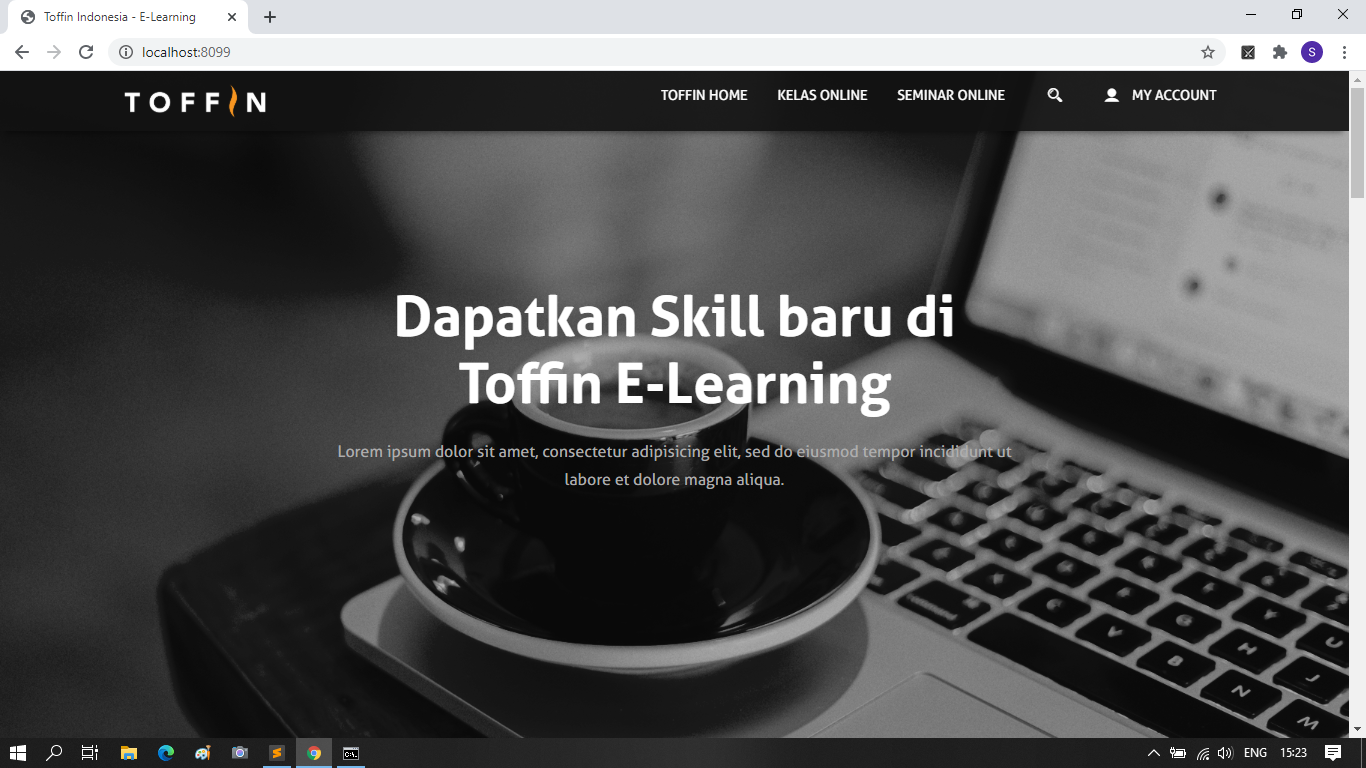 Toffin Indonesia - E-Learning
localhost:8099
S
TOFFIN
TOFFIN HOME
KELAS ONLINE
SEMINAR ONLINE
MY ACCOUNT
Dapatkan Skill baru di
Toffin E-Learning
Lorem ipsum dolor sit amet, consectetur adipisicing elit, sed do eiusmod tempor incididunt ut
labore et dolore magna aliqua.
ENG
15:23